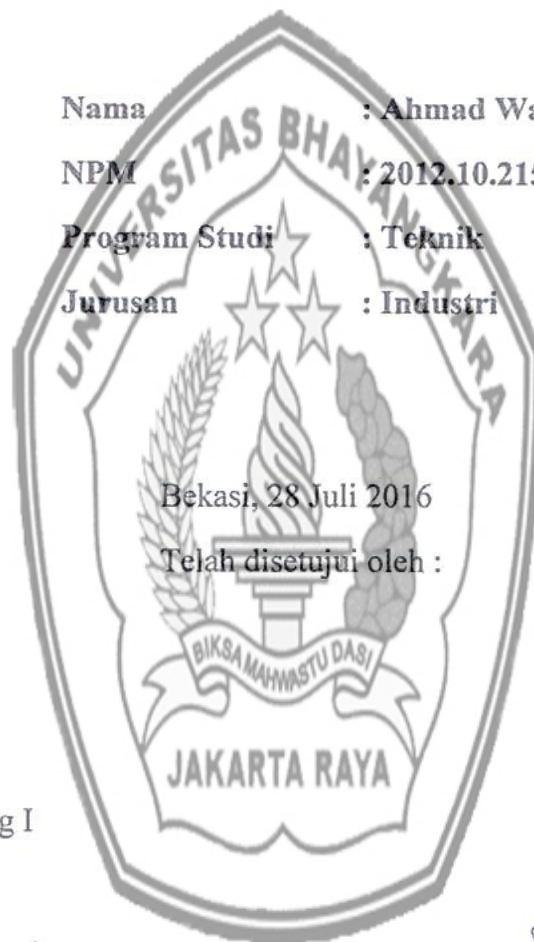 Nama : Ahmad Wa
NPM : 2012.10.215
Program Studi : Teknik
Jurusan : Industri
UNIVERSITAS BHAYANGKARA
Bekasi, 28 Juli 2016
Telah disetujui oleh :
BIKSA MAHWASTU DASI
JAKARTA RAYA
g I